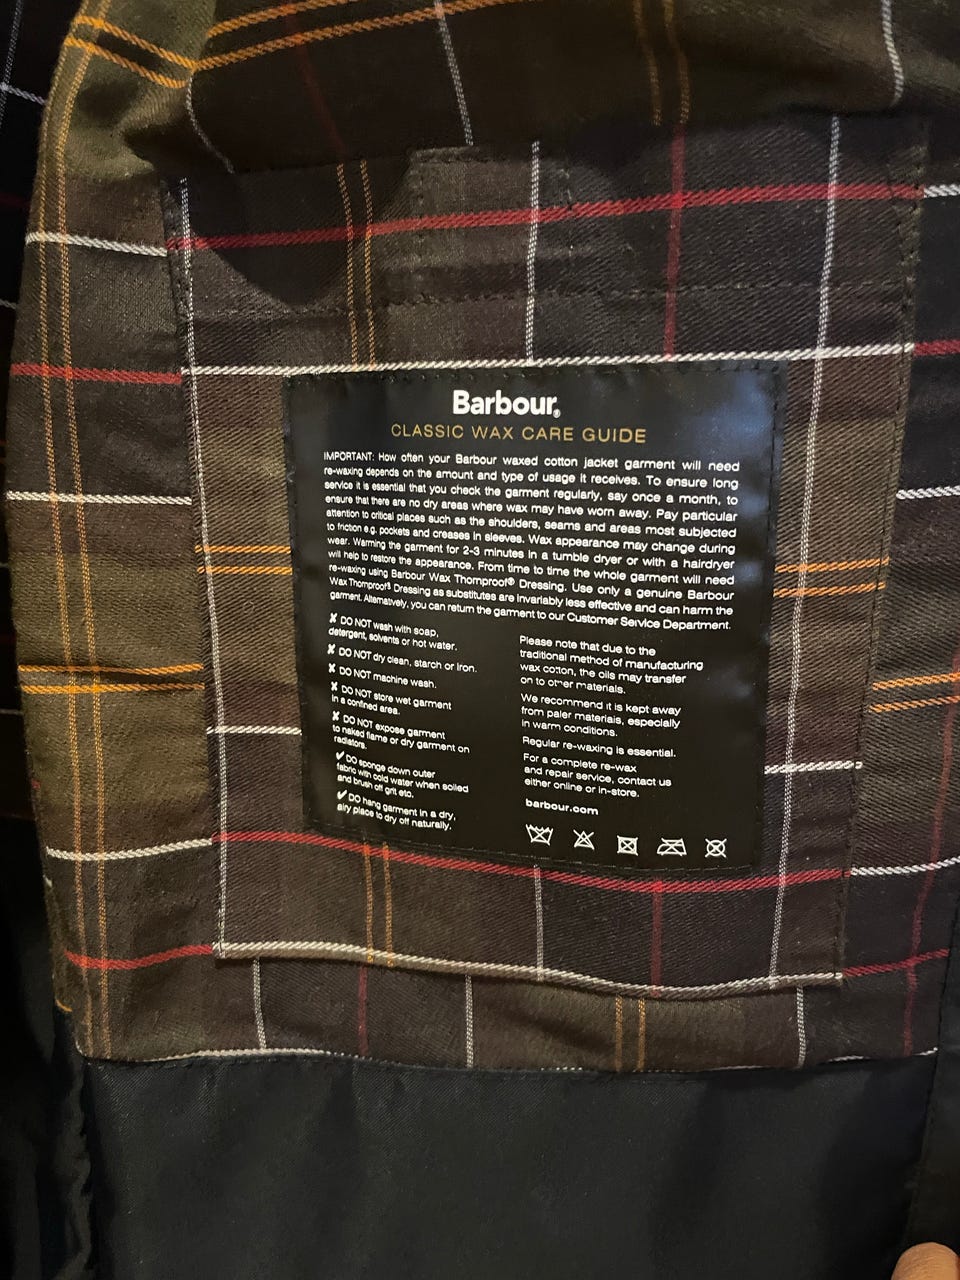 Barbour®
CLASSIC WAX CARE GUIDE
IMPORTANT: How often your Barbour waxed cotton jacket garment will need
re-waxing depends on the amount and type of usage it receives. To ensure long
service it is essential that you check the garment regularly, say once a month, to
ensure that there are no dry areas where wax may have worn away. Pay particular
attention to critical places such as the shoulders, seams and areas most subjected
to friction e.g. pockets and creases in sleeves. Wax appearance may change during
wear. Warming the garment for 2-3 minutes in a tumble dryer or with a hairdryer
will help to restore the appearance. From time to time the whole garment will need
re-waxing using Barbour Wax Thornproof® Dressing. Use only a genuine Barbour
Wax Thornproof® Dressing as substitutes are invariably less effective and can harm the
garment. Alternatively, you can return the garment to our Customer Service Department.
✘ DO NOT wash with soap,
detergent, solvents or hot water.
✘ DO NOT dry clean, starch or iron.
✘ DO NOT machine wash.
✘ DO NOT store wet garment
in a confined area.
✘ DO NOT expose garment
to naked flame or dry garment on
radiators.
✔ DO sponge down outer
fabric with cold water when soiled
and brush off grit etc.
✔ DO hang garment in a dry,
airy place to dry off naturally.
Please note that due to the
traditional method of manufacturing
wax cotton, the oils may transfer
on to other materials.
We recommend it is kept away
from paler materials, especially
in warm conditions.
Regular re-waxing is essential.
For a complete re-wax
and repair service, contact us
either online or in-store.
barbour.com